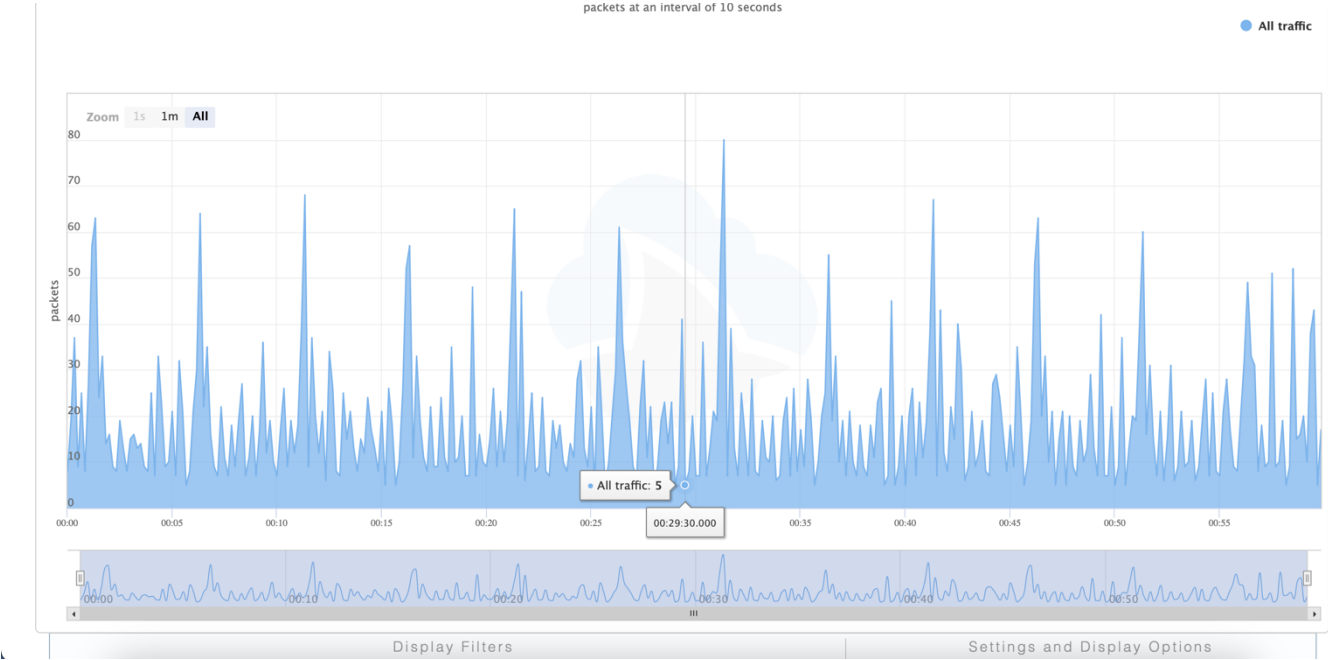 packets at an interval of 10 seconds
All traffic
Zoom 1s 1m All
packets
80
70
60
50
40
30
20
10
0
All traffic: 5
00:29:30.000
00:00 00:05 00:10 00:15 00:20 00:25 00:35 00:40 00:45 00:50 00:55
00:00 00:10 00:20 00:30 00:40 00:50
Display Filters
Settings and Display Options